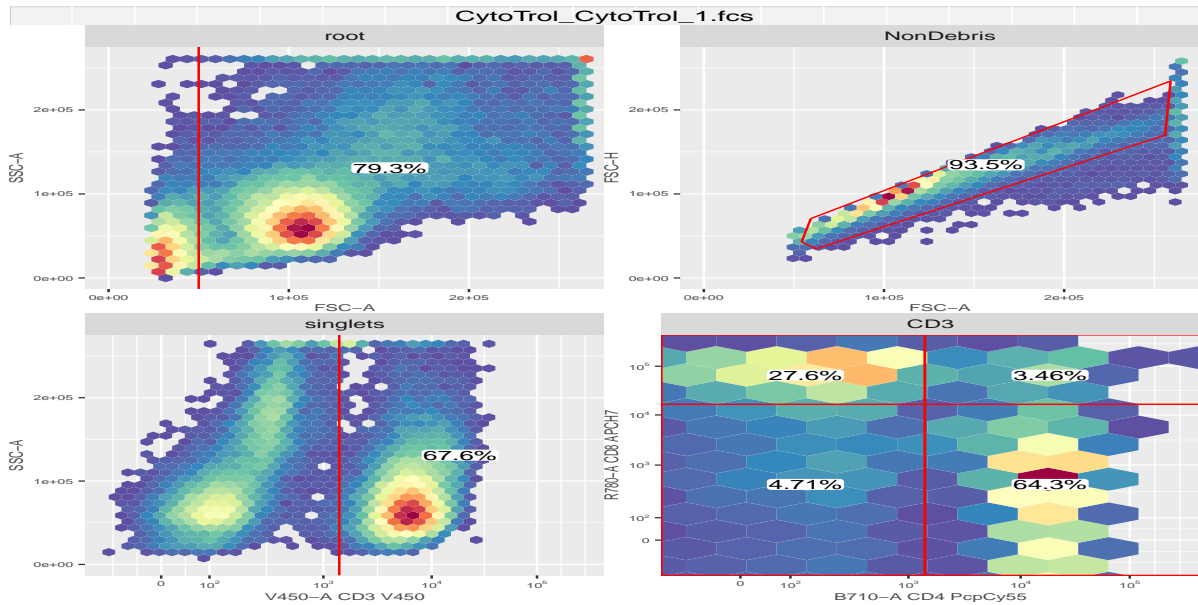 CytoTrol_CytoTrol_1.fcs
root
NonDebris
SSC-A
2e+05
1e+05
0e+00
79.3%
0e+00 1e+05 2e+05
FSC-A
FSC-H
2e+05
1e+05
0e+00
93.5%
0e+00 1e+05 2e+05
FSC-A
singlets
CD3
SSC-A
2e+05
1e+05
0e+00
67.6%
0 10² 10³ 10⁴ 10⁵
V450-A CD3 V450
R780-A CD8 APCH7
10⁵
10⁴
10³
10²
0
27.6% 3.46%
4.71% 64.3%
0 10² 10³ 10⁴ 10⁵
B710-A CD4 PcpCy55